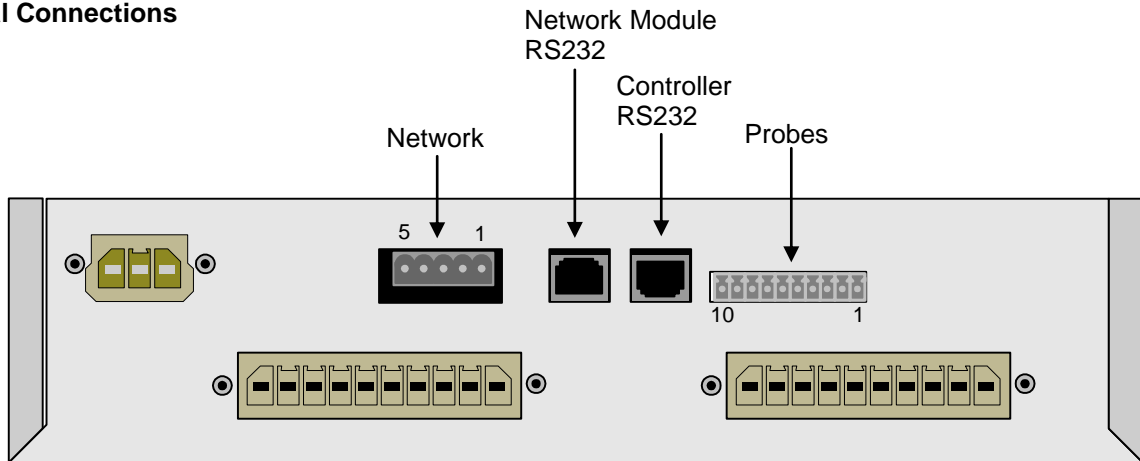 l Connections
Network Module
RS232
Controller
RS232
Network
Probes
5 1
10 1